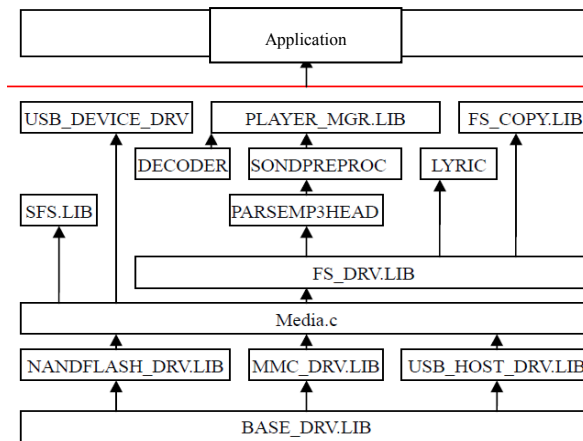 Application
USB_DEVICE_DRV
PLAYER_MGR.LIB
FS_COPY.LIB
DECODER
SONDPREPROC
LYRIC
SFS.LIB
PARSEMP3HEAD
FS_DRV.LIB
Media.c
NANDFLASH_DRV.LIB
MMC_DRV.LIB
USB_HOST_DRV.LIB
BASE_DRV.LIB